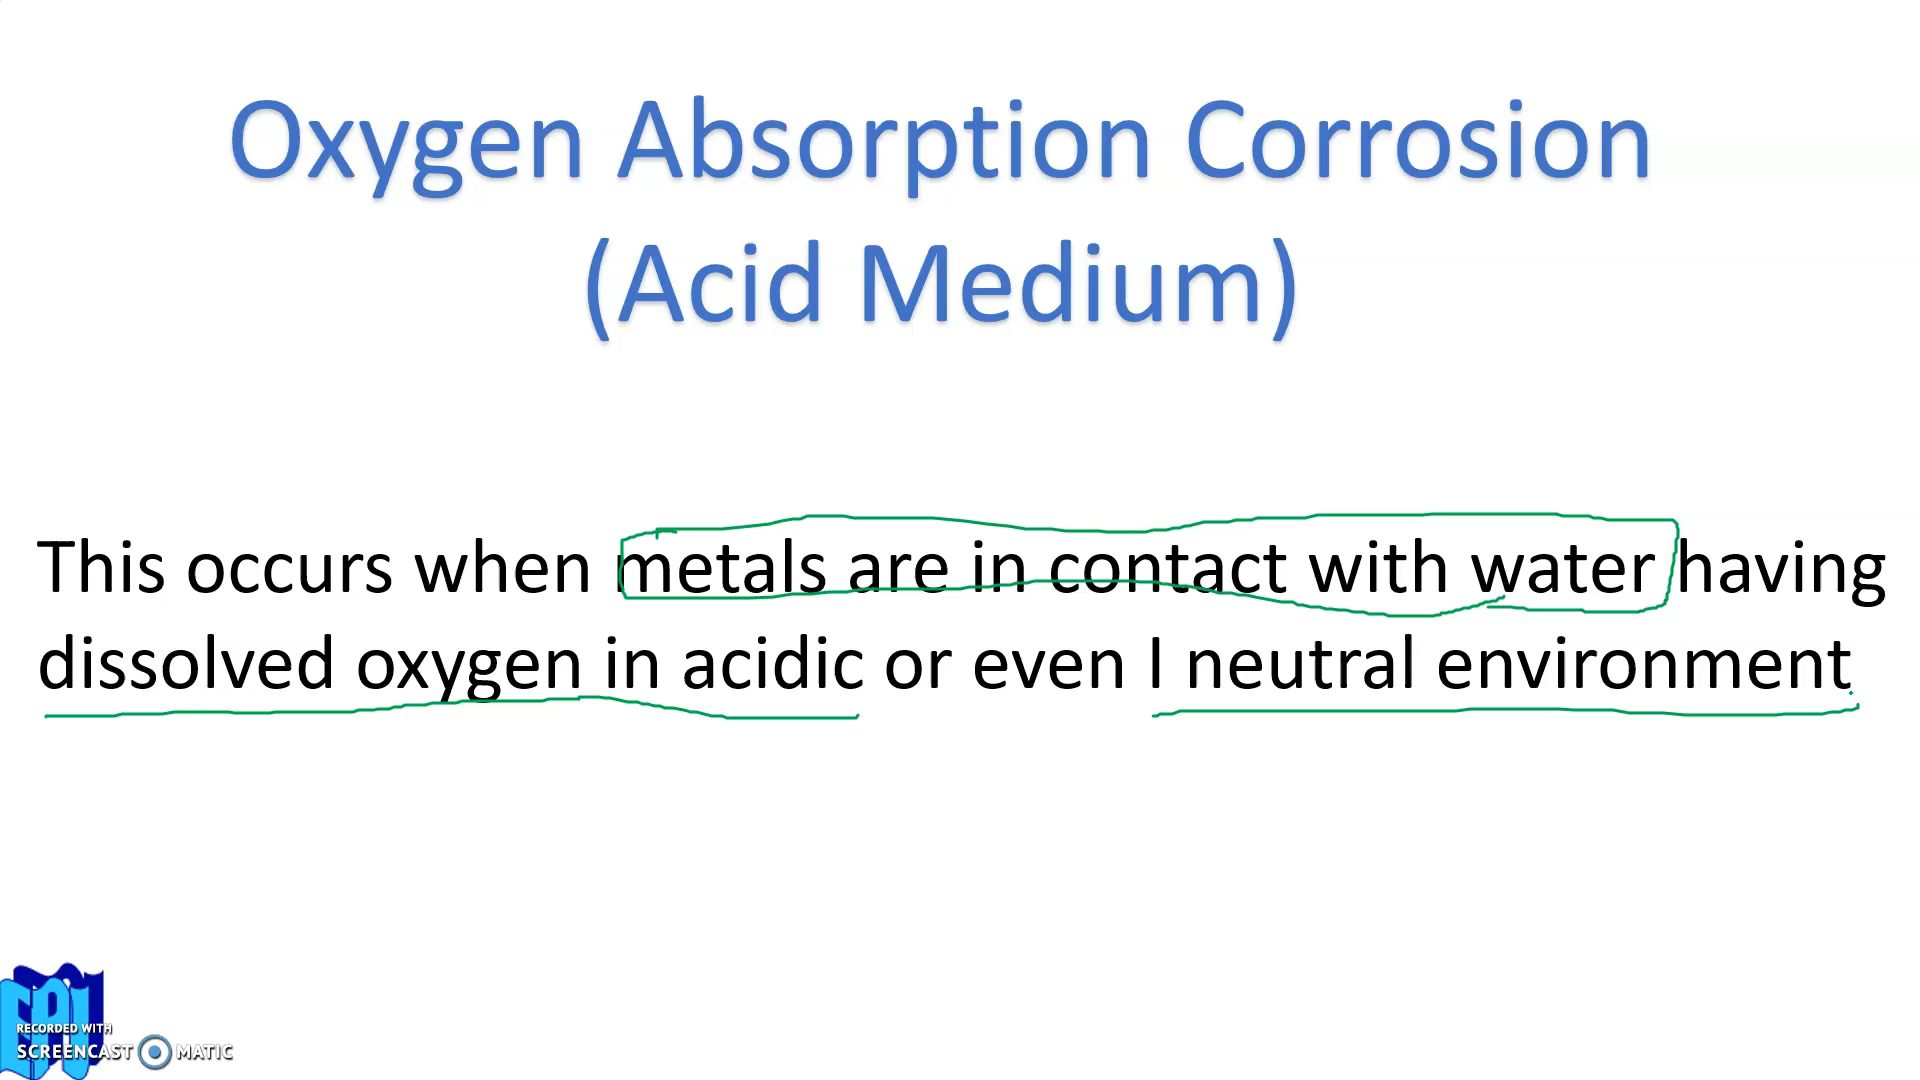 Oxygen Absorption Corrosion
(Acid Medium)
This occurs when metals are in contact with water having
dissolved oxygen in acidic or even I neutral environment
RECORDED WITH
SCREENCAST MATIC